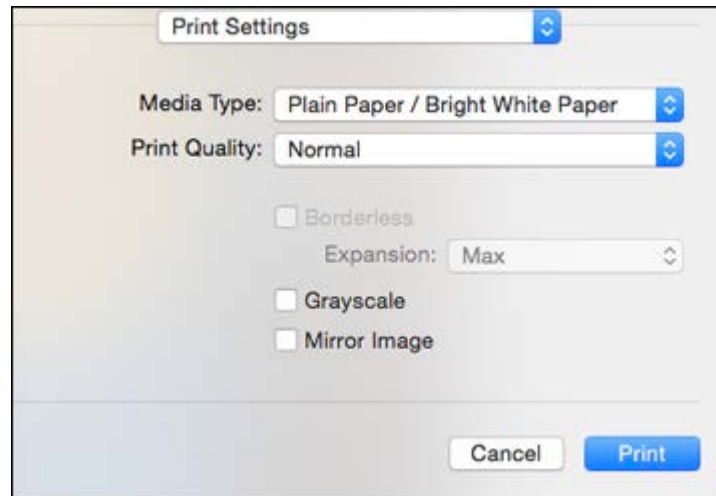 Print Settings
Media Type: Plain Paper / Bright White Paper
Print Quality: Normal
Borderless
Expansion: Max
Grayscale
Mirror Image
Cancel Print